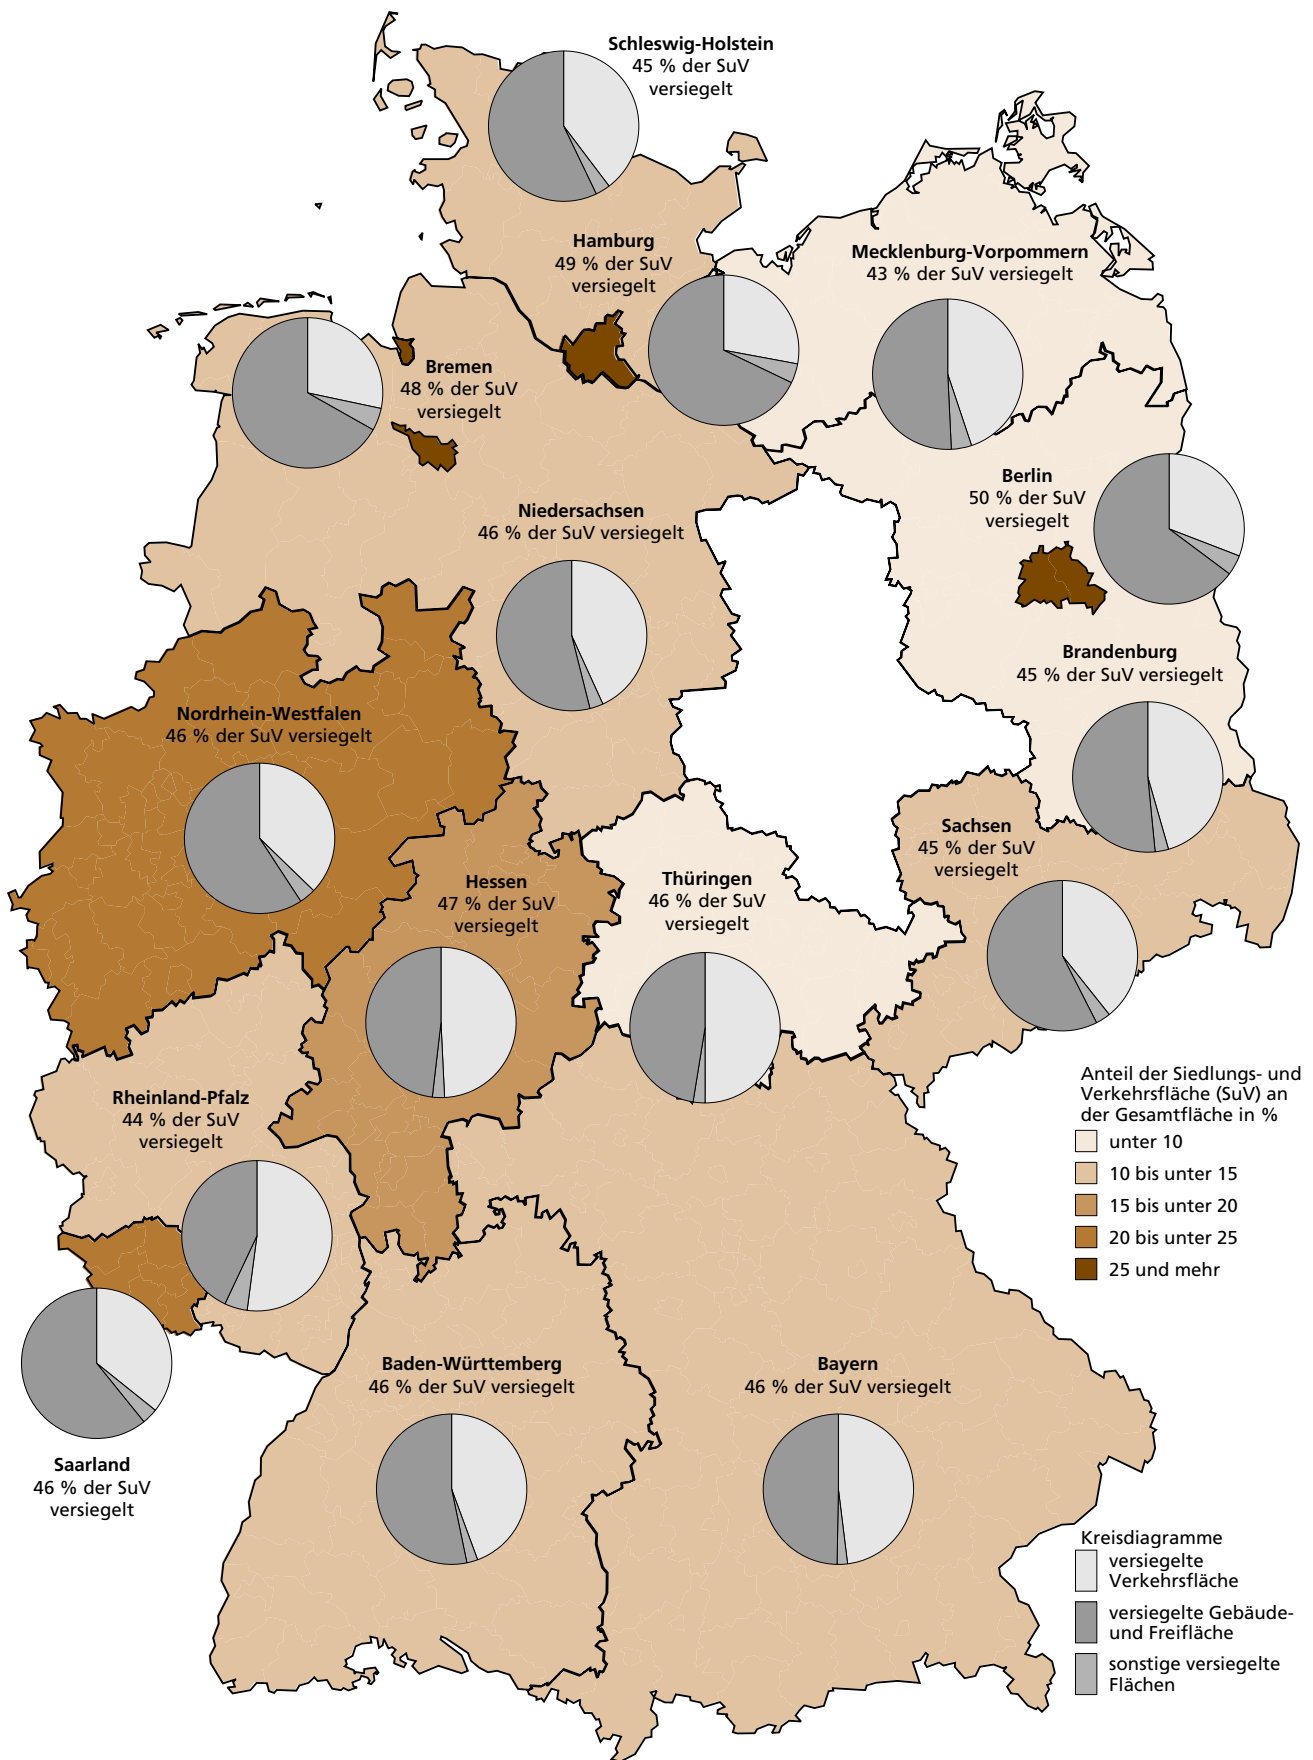 Schleswig-Holstein
45 % der SuV
versiegelt
Hamburg
49 % der SuV
versiegelt
Mecklenburg-Vorpommern
43 % der SuV versiegelt
Bremen
48 % der SuV
versiegelt
Berlin
50 % der SuV
versiegelt
Niedersachsen
46 % der SuV versiegelt
Brandenburg
45 % der SuV versiegelt
Nordrhein-Westfalen
46 % der SuV versiegelt
Sachsen
45 % der SuV
versiegelt
Hessen
47 % der SuV
versiegelt
Thüringen
46 % der SuV
versiegelt
Rheinland-Pfalz
44 % der SuV
versiegelt
Anteil der Siedlungs- und
Verkehrsfläche (SuV) an
der Gesamtfläche in %
unter 10
10 bis unter 15
15 bis unter 20
20 bis unter 25
25 und mehr
Baden-Württemberg
46 % der SuV versiegelt
Bayern
46 % der SuV versiegelt
Saarland
46 % der SuV
versiegelt
Kreisdiagramme
versiegelte
Verkehrsfläche
versiegelte Gebäude-
und Freifläche
sonstige versiegelte
Flächen